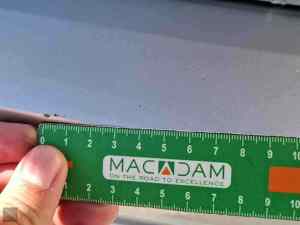 0 1 2 3 4 5 6 7 8 9 10
MACADAM
ON THE ROAD TO EXCELLENCE
1 2 3 4 5 6 7 8 9 10